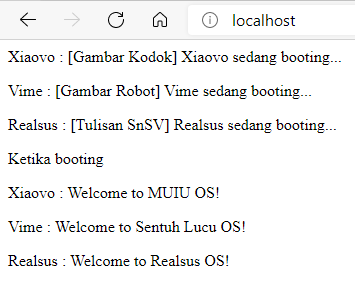 localhost
Xiaovo : [Gambar Kodok] Xiaovo sedang booting...
Vime : [Gambar Robot] Vime sedang booting...
Realsus : [Tulisan SnSV] Realsus sedang booting...
Ketika booting
Xiaovo : Welcome to MUIU OS!
Vime : Welcome to Sentuh Lucu OS!
Realsus : Welcome to Realsus OS!